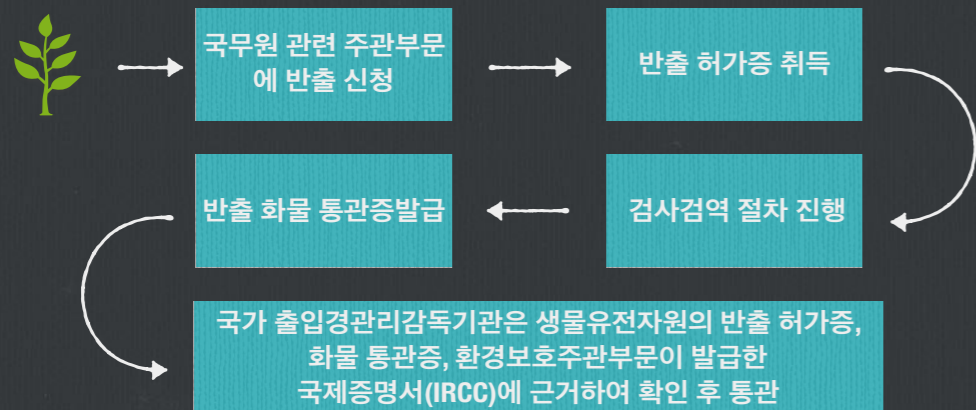 국무원 관련 주관부문
에 반출 신청
반출 허가증 취득
검사검역 절차 진행
반출 화물 통관증발급
국가 출입경관리감독기관은 생물유전자원의 반출 허가증,
화물 통관증, 환경보호주관부문이 발급한
국제증명서(IRCC)에 근거하여 확인 후 통관